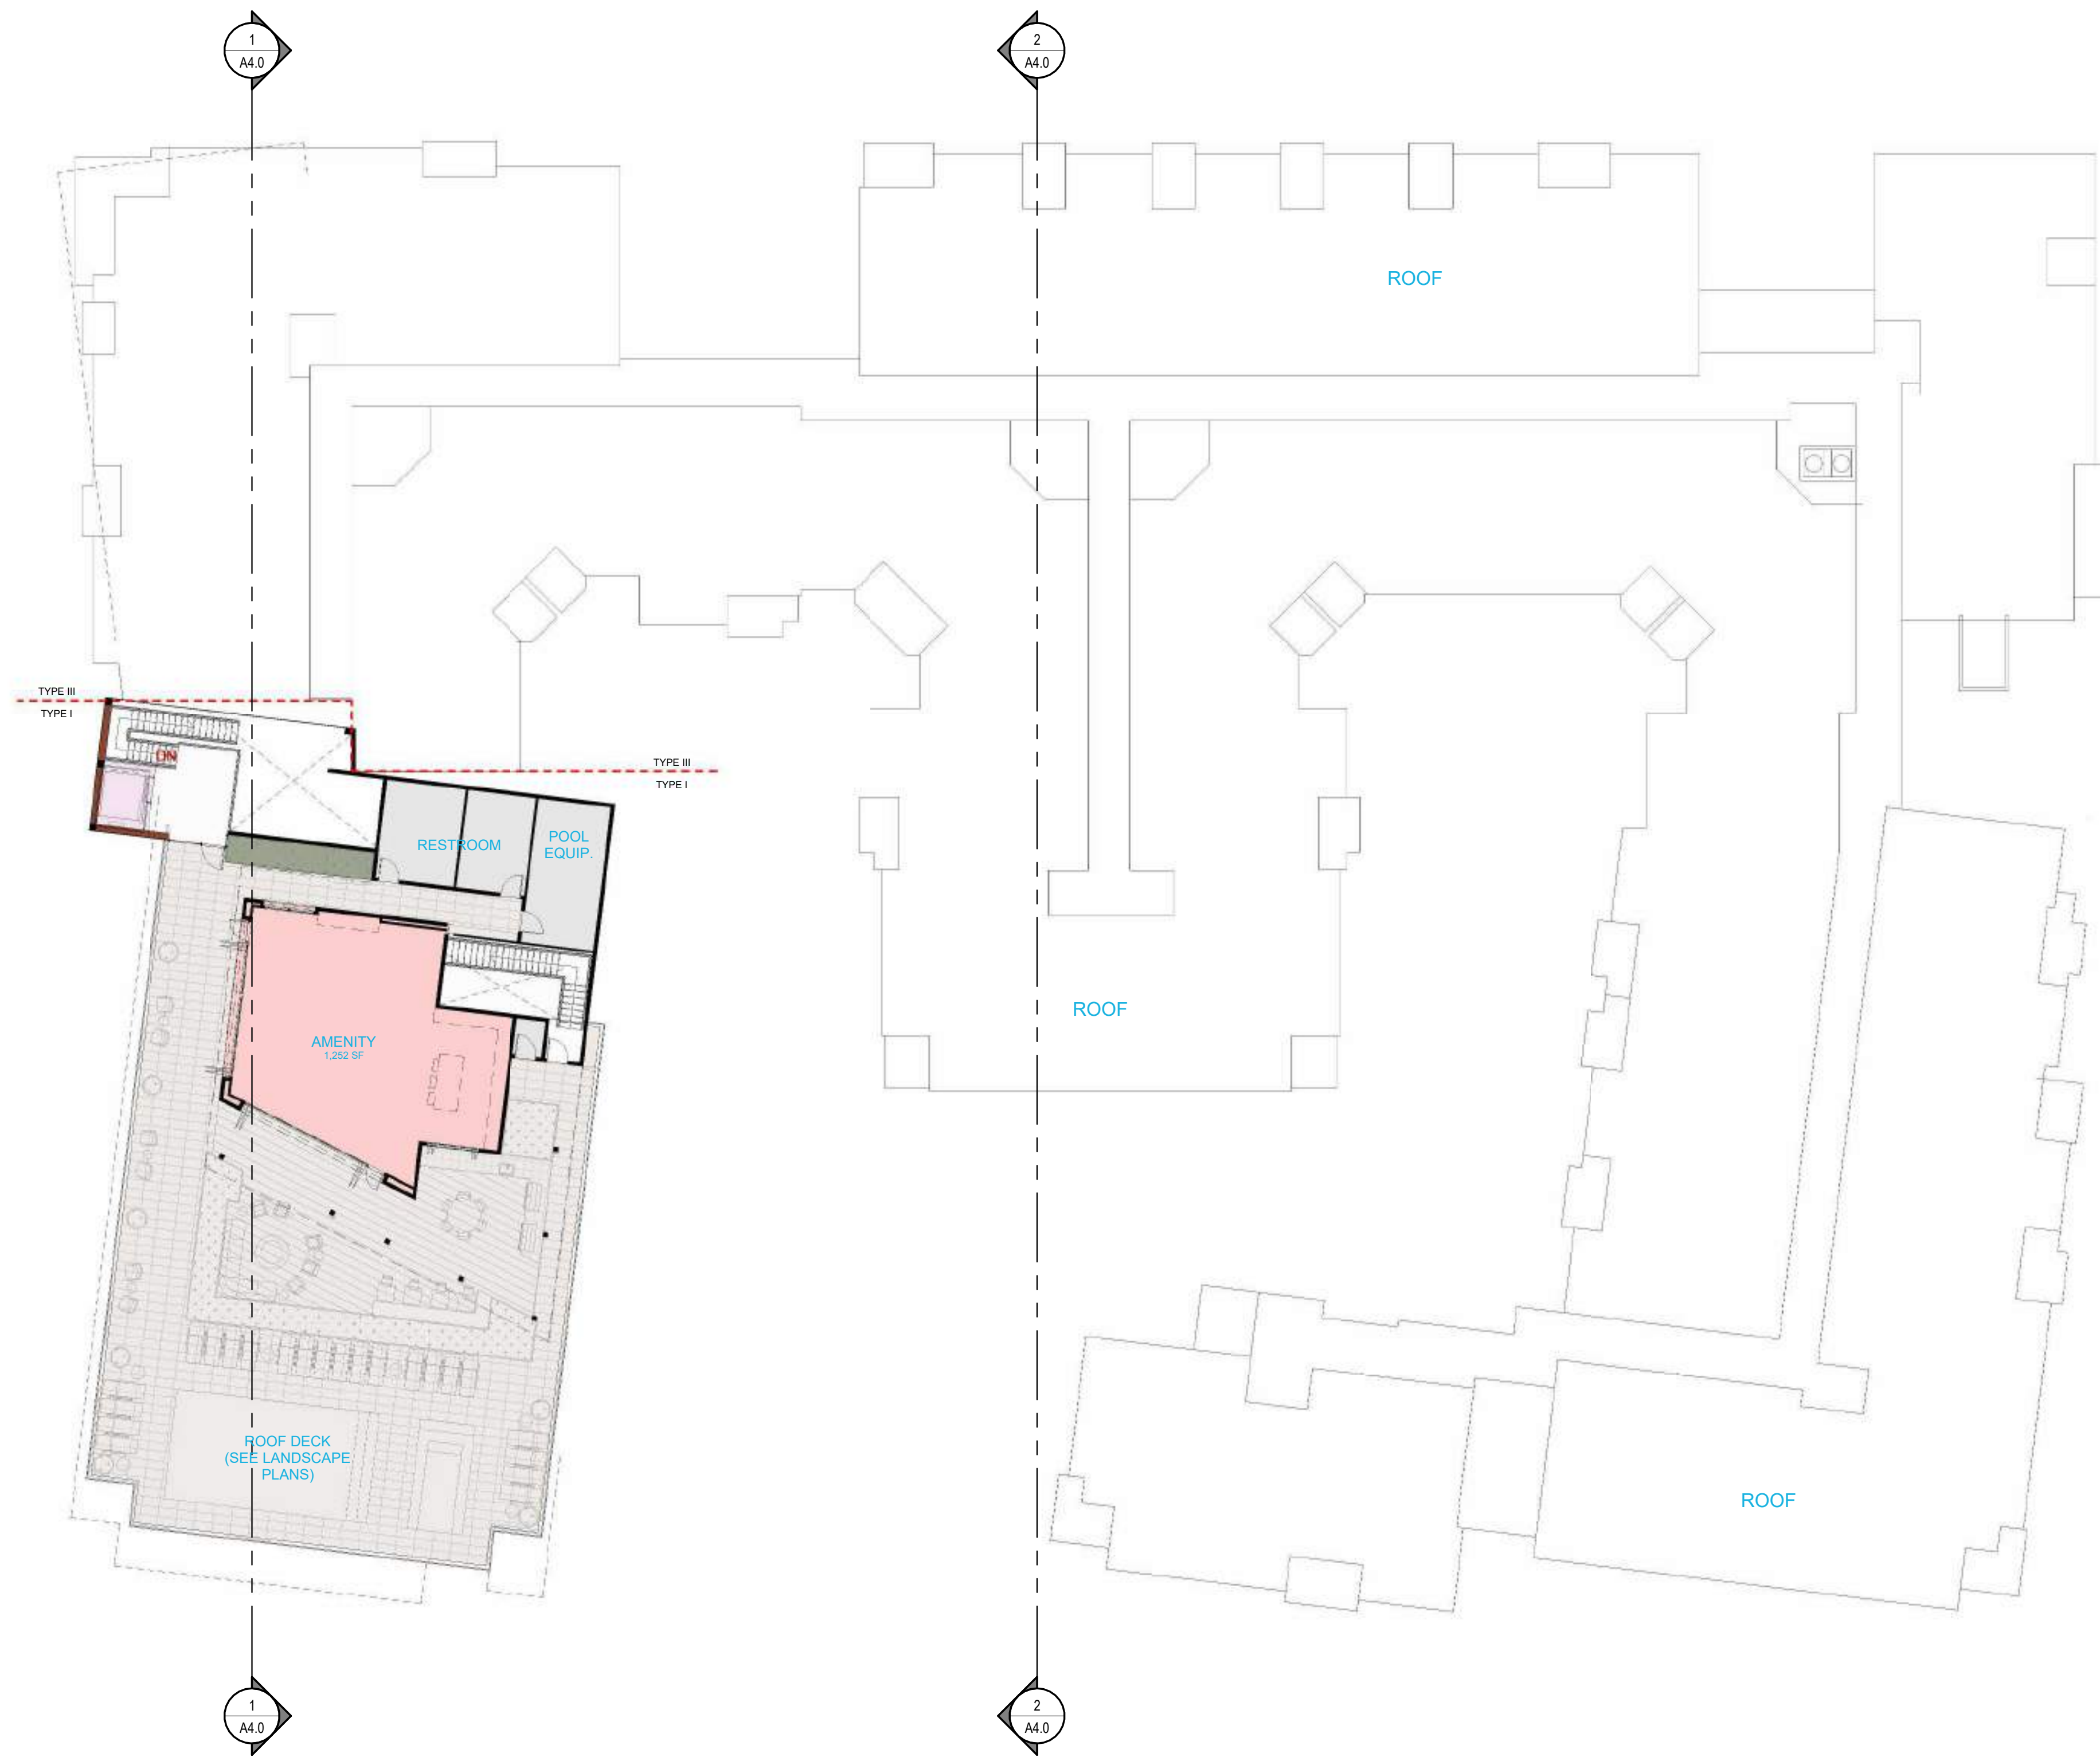 1
A4.0
2
A4.0
ROOF
TYPE III
TYPE I
DN
TYPE III
TYPE I
RESTROOM
POOL
EQUIP.
ROOF
AMENITY
1,252 SF
ROOF DECK
(SEE LANDSCAPE
PLANS)
ROOF
1
A4.0
2
A4.0